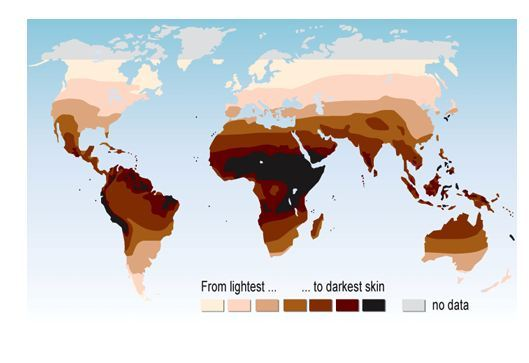 From lightest ... ... to darkest skin
no data